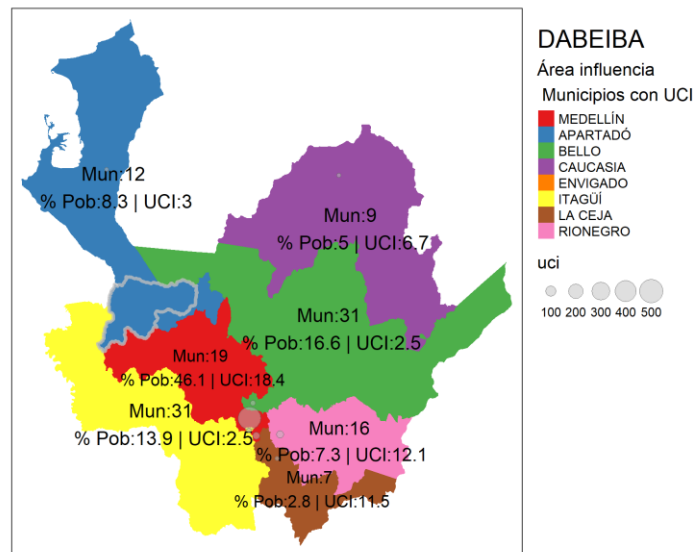 DABEIBA
Área influencia
Municipios con UCI
MEDELLÍN
APARTADÓ
BELLO
CAUCASIA
ENVIGADO
ITAGÜÍ
LA CEJA
RIONEGRO
uci
100 200 300 400 500
Mun:12
% Pob:8.3 | UCI:3
Mun:9
% Pob:5 | UCI:6.7
Mun:31
% Pob:16.6 | UCI:2.5
Mun:19
% Pob:46.1 | UCI:18.4
Mun:31
% Pob:13.9 | UCI:2.5
Mun:16
% Pob:7.3 | UCI:12.1
Mun:7
% Pob:2.8 | UCI:11.5